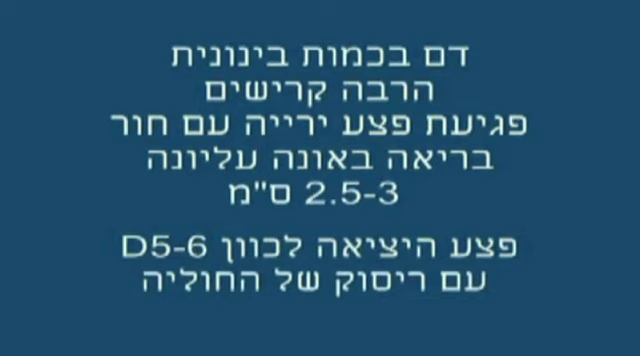 דם בכמות בינונית
הרבה קרישים
פגיעת פצע ירייה עם חור
בריאה באונה עליונה
2.5-3 ס"מ
פצע היציאה לכוון D5-6
עם ריסוק של החוליה